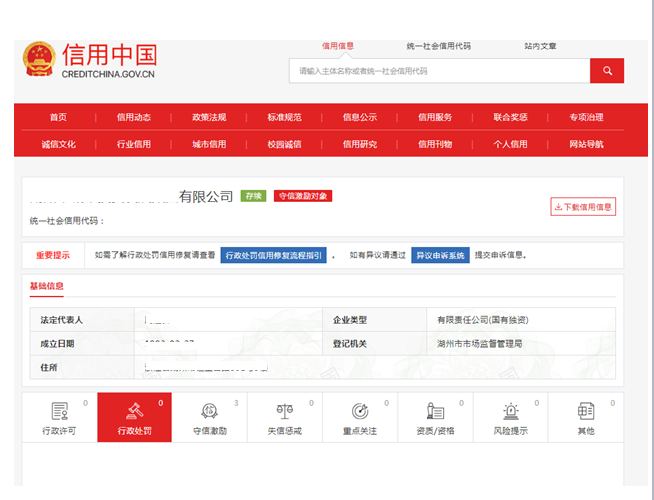 信用中国
CREDITCHINA.GOV.CN
信用信息 统一社会信用代码 站内文章
请输入主体名称或者统一社会信用代码
首页 信用动态 政策法规 标准规范 信息公示 信用服务 联合奖惩 专项治理
诚信文化 行业信用 城市信用 校园诚信 信用研究 信用刊物 个人信用 网站导航
有限公司 存续 守信激励对象
下载信用信息
统一社会信用代码：
重要提示 如需了解行政处罚信用修复请查看 行政处罚信用修复流程指引 ， 如有异议请通过 异议申诉系统 提交申诉信息。
基础信息
法定代表人 企业类型 有限责任公司(国有独资)
成立日期 登记机关 湖州市市场监督管理局
住所
0 0 3 0 0 0 0 0
行政许可 行政处罚 守信激励 失信惩戒 重点关注 资质/资格 风险提示 其他